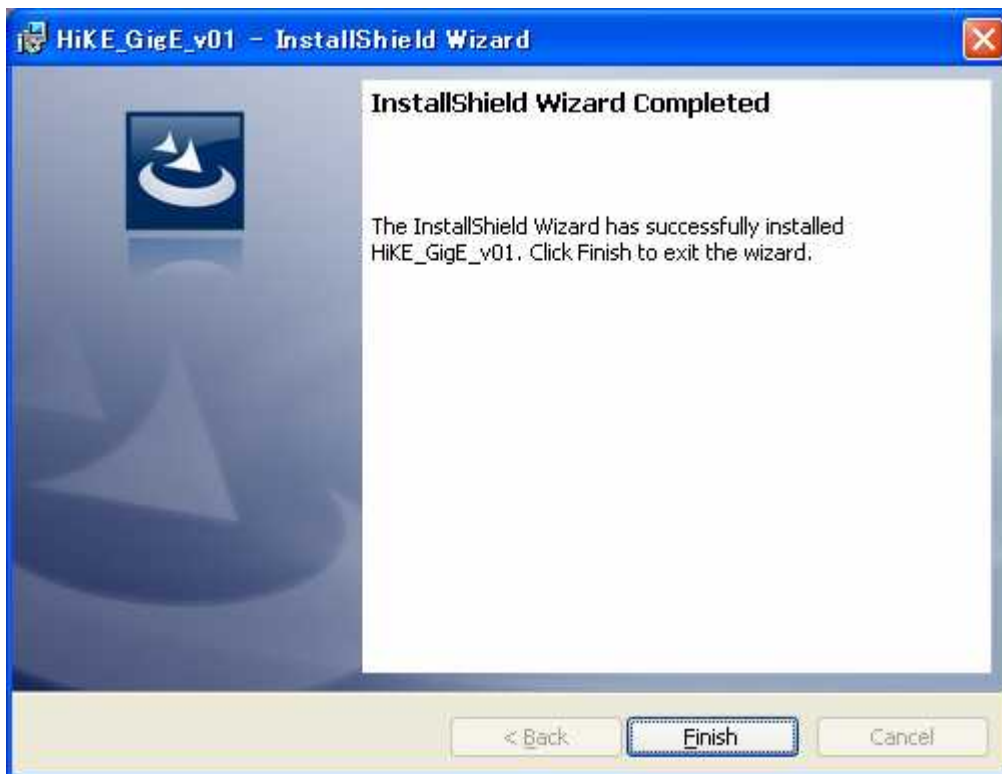 HiKE_GigE_v01 - InstallShield Wizard
InstallShield Wizard Completed
The InstallShield Wizard has successfully installed
HiKE_GigE_v01. Click Finish to exit the wizard.
< Back
Finish
Cancel